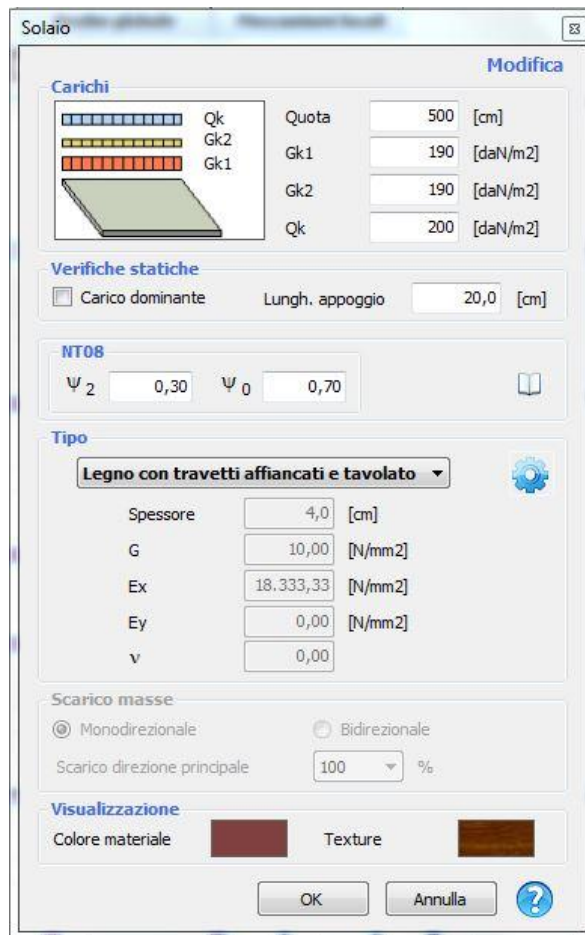 Solaio
Modifica
Carichi
Qk
Gk2
Gk1
Quota 500 [cm]
Gk1 190 [daN/m2]
Gk2 190 [daN/m2]
Qk 200 [daN/m2]
Verifiche statiche
Carico dominante Lungh. appoggio 20,0 [cm]
NT08
Ψ 2 0,30 Ψ 0 0,70
Tipo
Legno con travetti affiancati e tavolato
Spessore 4,0 [cm]
G 10,00 [N/mm2]
Ex 18.333,33 [N/mm2]
Ey 0,00 [N/mm2]
ν 0,00
Scarico masse
Monodirezionale Bidirezionale
Scarico direzione principale 100 %
Visualizzazione
Colore materiale Texture
OK Annulla ?